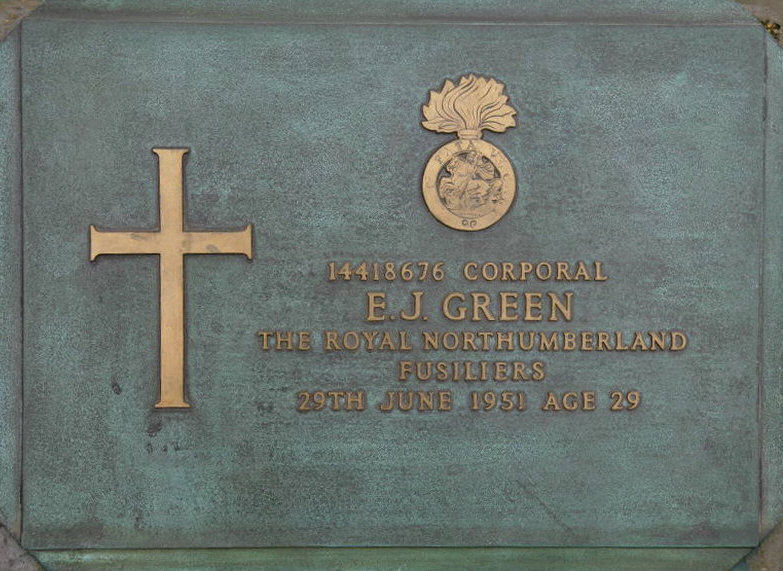 14418676 CORPORAL
E.J. GREEN
THE ROYAL NORTHUMBERLAND
FUSILIERS
29TH JUNE 1951 AGE 29